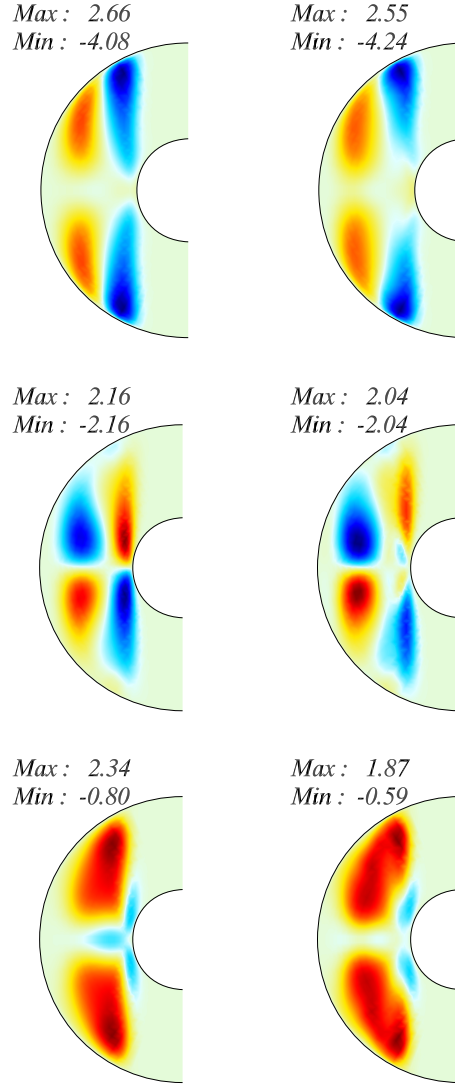 Max : 2.66
Min : -4.08
Max : 2.55
Min : -4.24
Max : 2.16
Min : -2.16
Max : 2.04
Min : -2.04
Max : 2.34
Min : -0.80
Max : 1.87
Min : -0.59